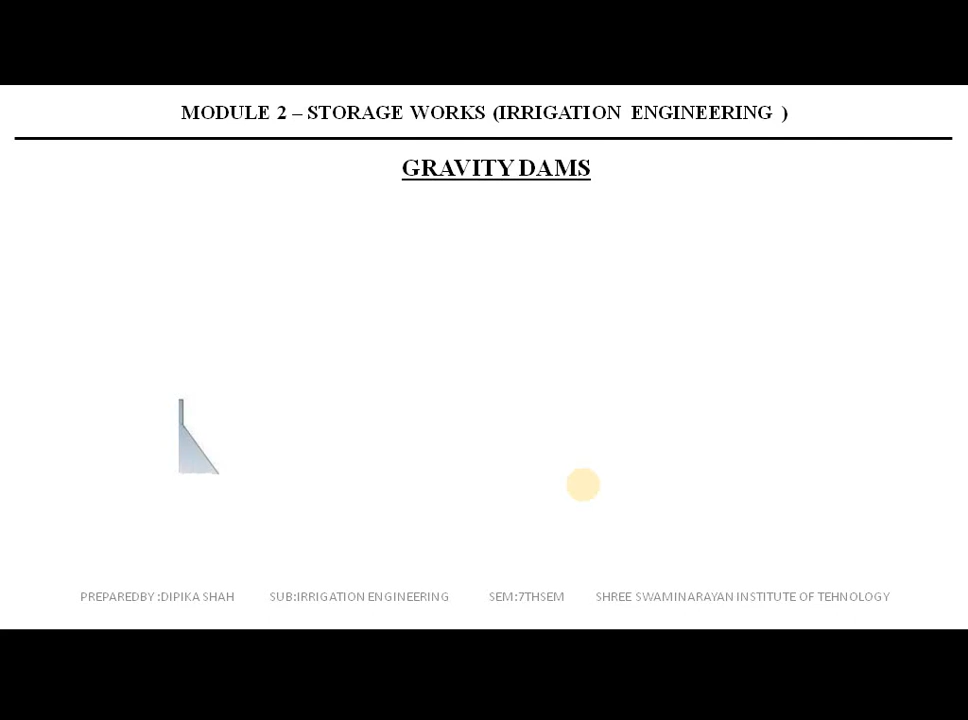 MODULE 2 – STORAGE WORKS (IRRIGATION ENGINEERING )
GRAVITY DAMS
PREPAREDBY :DIPIKA SHAH SUB:IRRIGATION ENGINEERING SEM:7THSEM SHREE SWAMINARAYAN INSTITUTE OF TEHNOLOGY